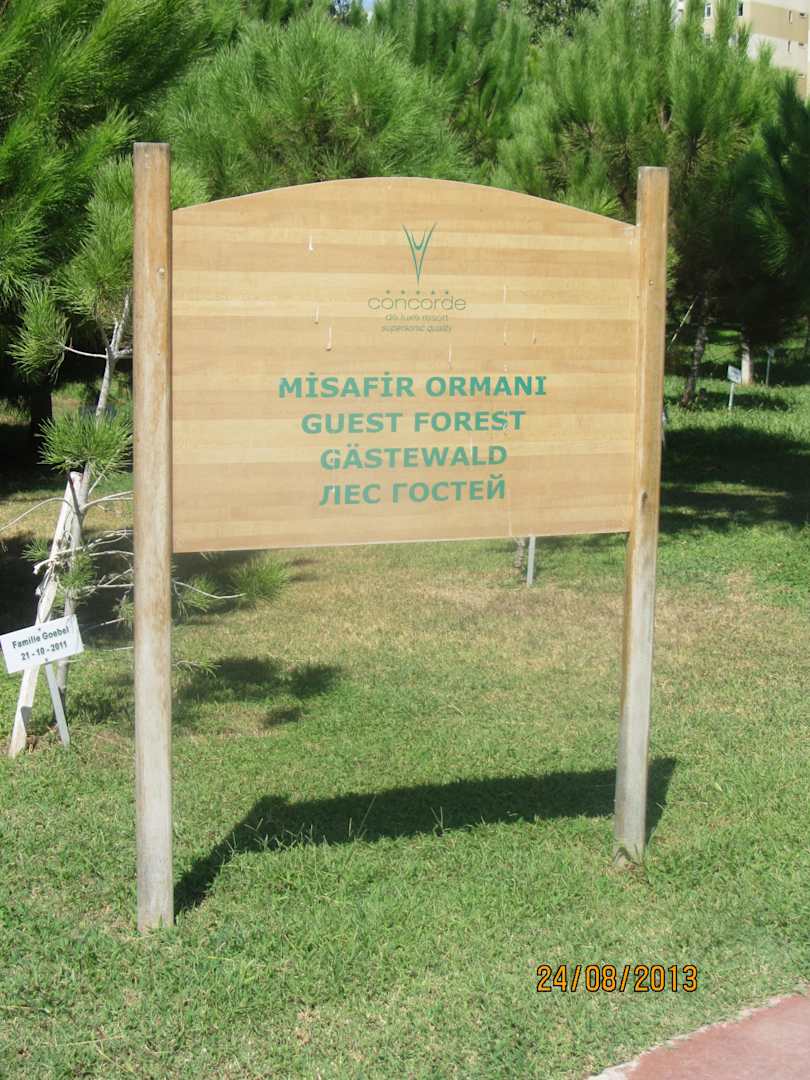 concorde
de luxe resort
supersonic quality
MİSAFİR ORMANI
GUEST FOREST
GÄSTEWALD
ЛЕС ГОСТЕЙ
Familie Goebel
21 - 10 - 2011
24/08/2013